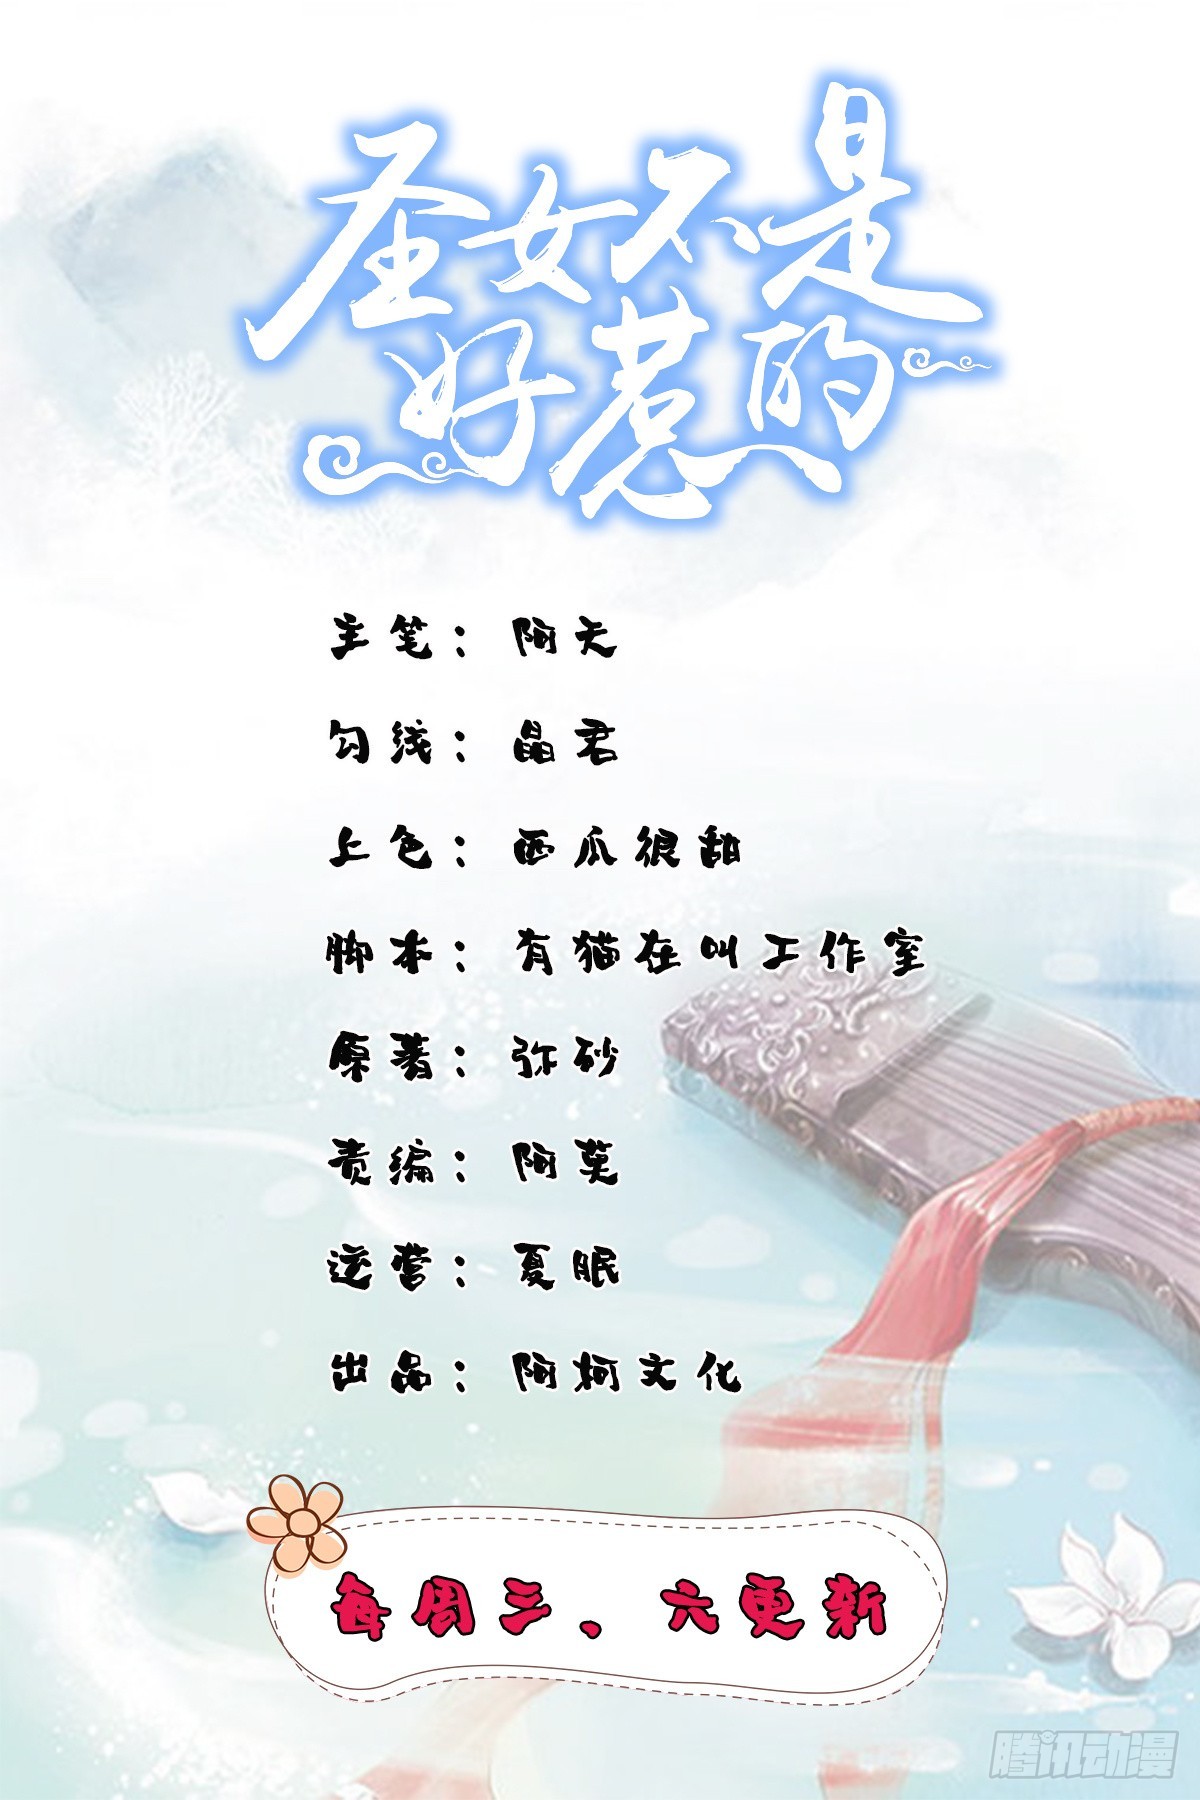 圣女不是
好惹的
主笔：阿天
勾线：晶君
上色：西瓜很甜
脚本：有猫在叫工作室
原著：弥砂
责编：阿莫
运营：夏眠
出品：阿柯文化
每周三、六更新
腾讯动漫